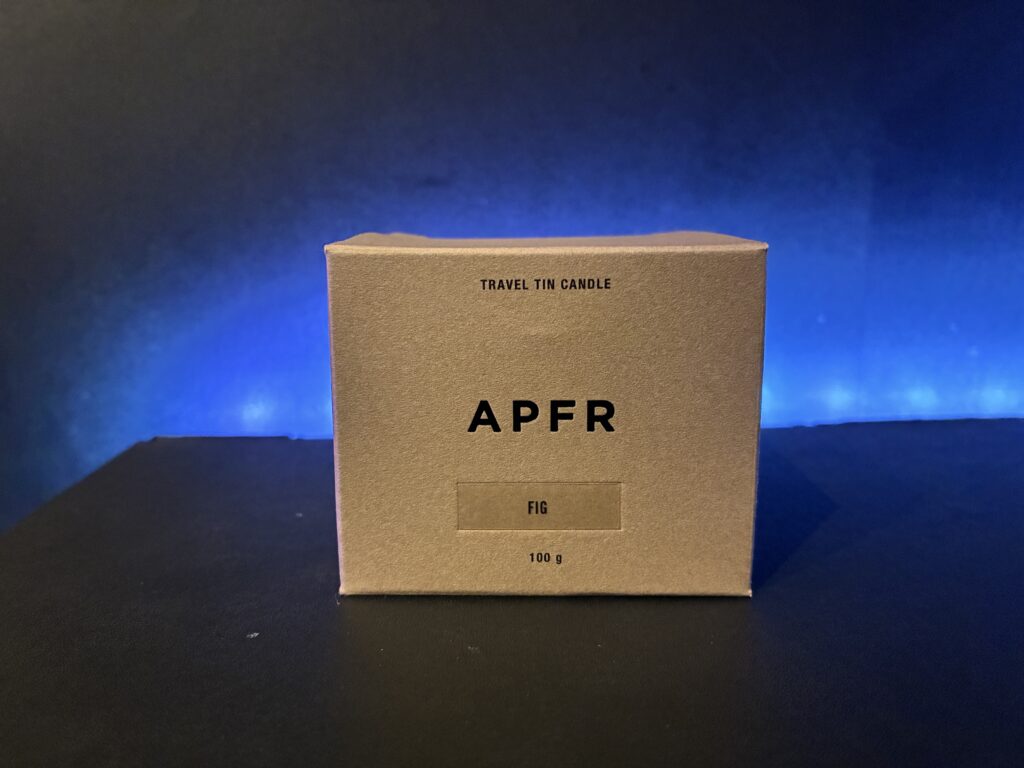 TRAVEL TIN CANDLE
APFR
FIG
100 g